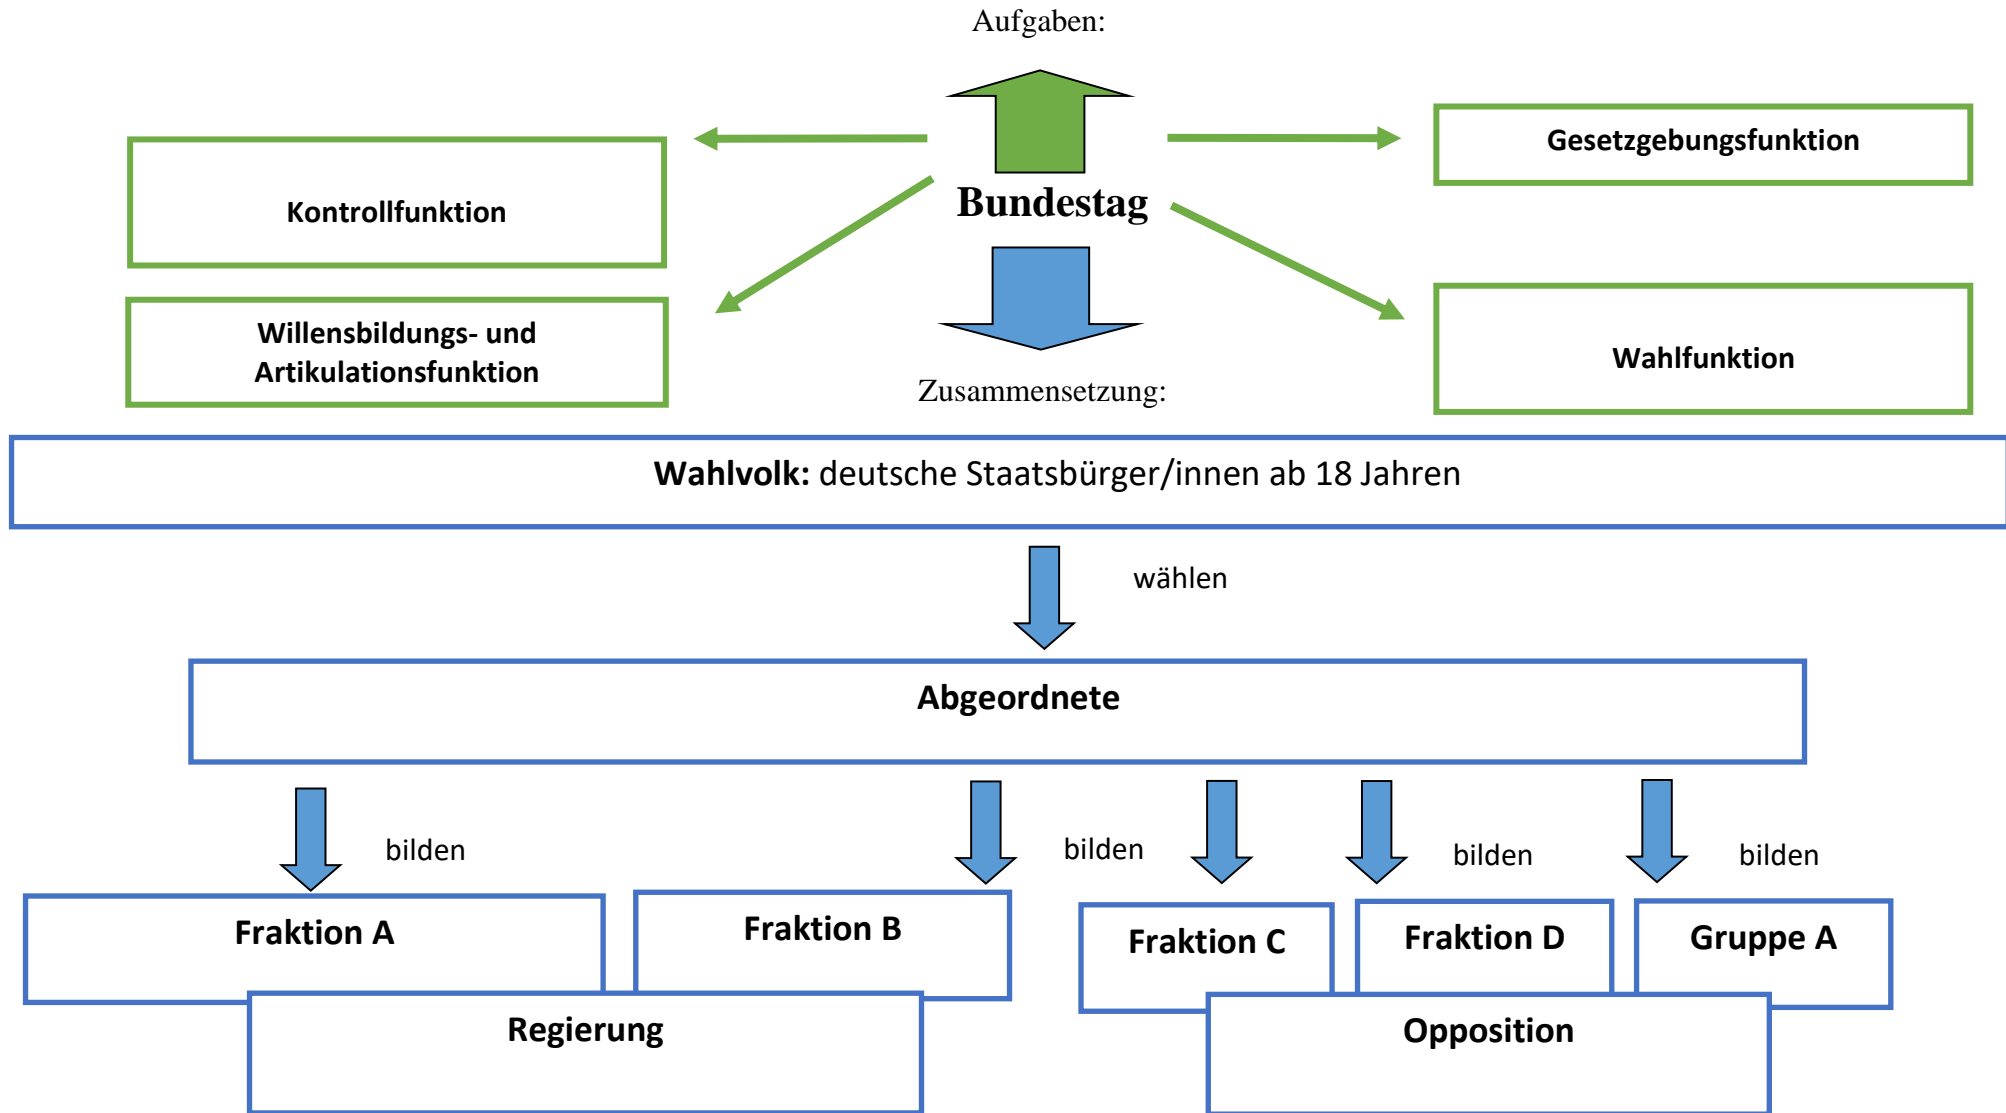 Aufgaben:
Kontrollfunktion
Gesetzgebungsfunktion
Bundestag
Willensbildungs- und
Artikulationsfunktion
Wahlfunktion
Zusammensetzung:
Wahlvolk: deutsche Staatsbürger/innen ab 18 Jahren
wählen
Abgeordnete
bilden
bilden
bilden
bilden
Fraktion A
Fraktion B
Fraktion C
Fraktion D
Gruppe A
Regierung
Opposition